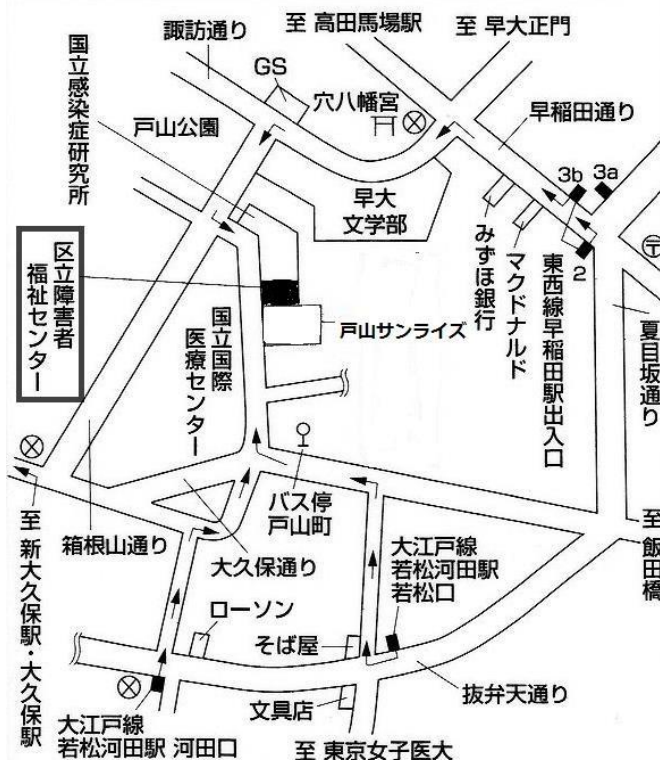 諏訪通り
至 高田馬場駅
至 早大正門
国立感染症研究所
GS
穴八幡宮
早稲田通り
戸山公園
3b
3a
早大
文学部
みずほ銀行
マクドナルド
東西線早稲田駅出入口
2
〒
夏目坂通り
区立障害者
福祉センター
戸山サンライズ
国立国際
医療センター
バス停
戸山町
至 新大久保駅・大久保駅
箱根山通り
大久保通り
大江戸線
若松河田駅
若松口
至 飯田橋
ローソン
そば屋
抜弁天通り
文具店
大江戸線
若松河田駅 河田口
至 東京女子医大